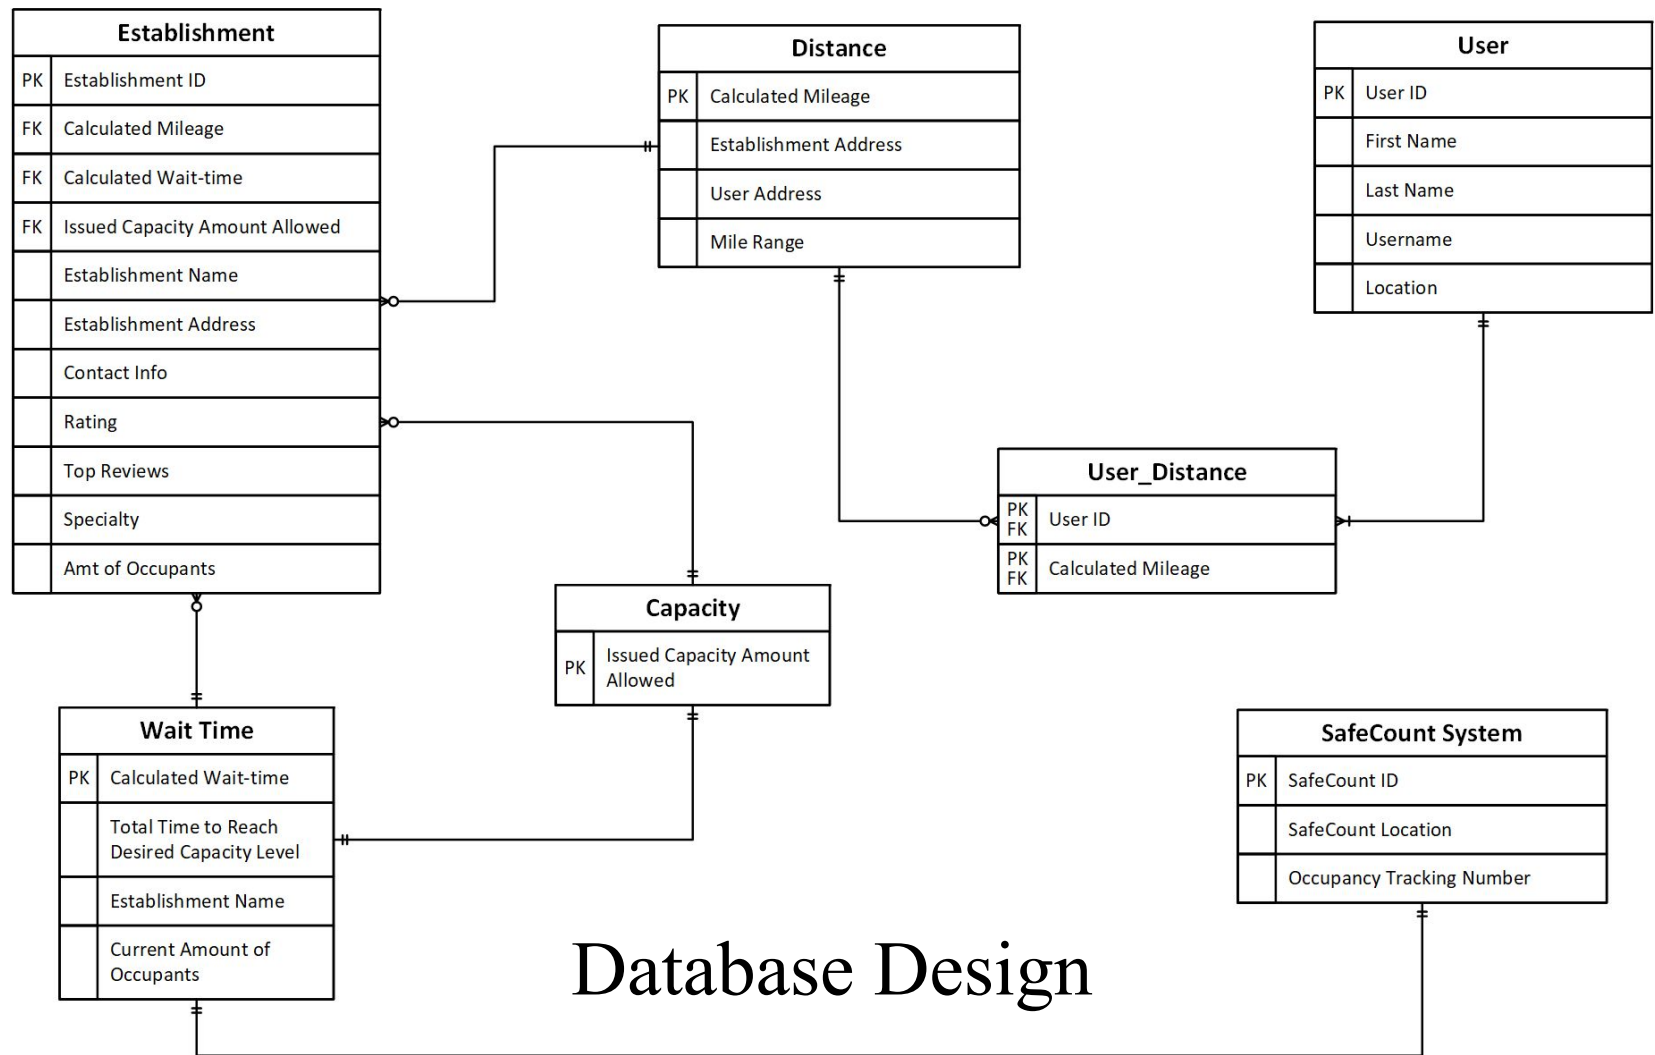 Establishment
PK Establishment ID
FK Calculated Mileage
FK Calculated Wait-time
FK Issued Capacity Amount Allowed
Establishment Name
Establishment Address
Contact Info
Rating
Top Reviews
Specialty
Amt of Occupants
Distance
PK Calculated Mileage
Establishment Address
User Address
Mile Range
User
PK User ID
First Name
Last Name
Username
Location
User_Distance
PK
FK
User ID
PK
FK
Calculated Mileage
Capacity
PK
Issued Capacity Amount
Allowed
Wait Time
PK Calculated Wait-time
Total Time to Reach
Desired Capacity Level
Establishment Name
Current Amount of
Occupants
SafeCount System
PK SafeCount ID
SafeCount Location
Occupancy Tracking Number
Database Design